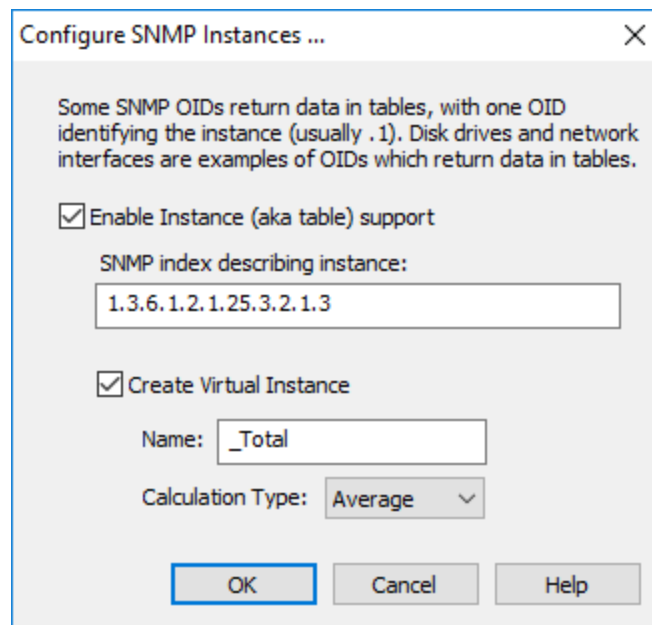 Configure SNMP Instances ...
Some SNMP OIDs return data in tables, with one OID
identifying the instance (usually .1). Disk drives and network
interfaces are examples of OIDs which return data in tables.
Enable Instance (aka table) support
SNMP index describing instance:
1.3.6.1.2.1.25.3.2.1.3
Create Virtual Instance
Name: _Total
Calculation Type: Average
OK Cancel Help